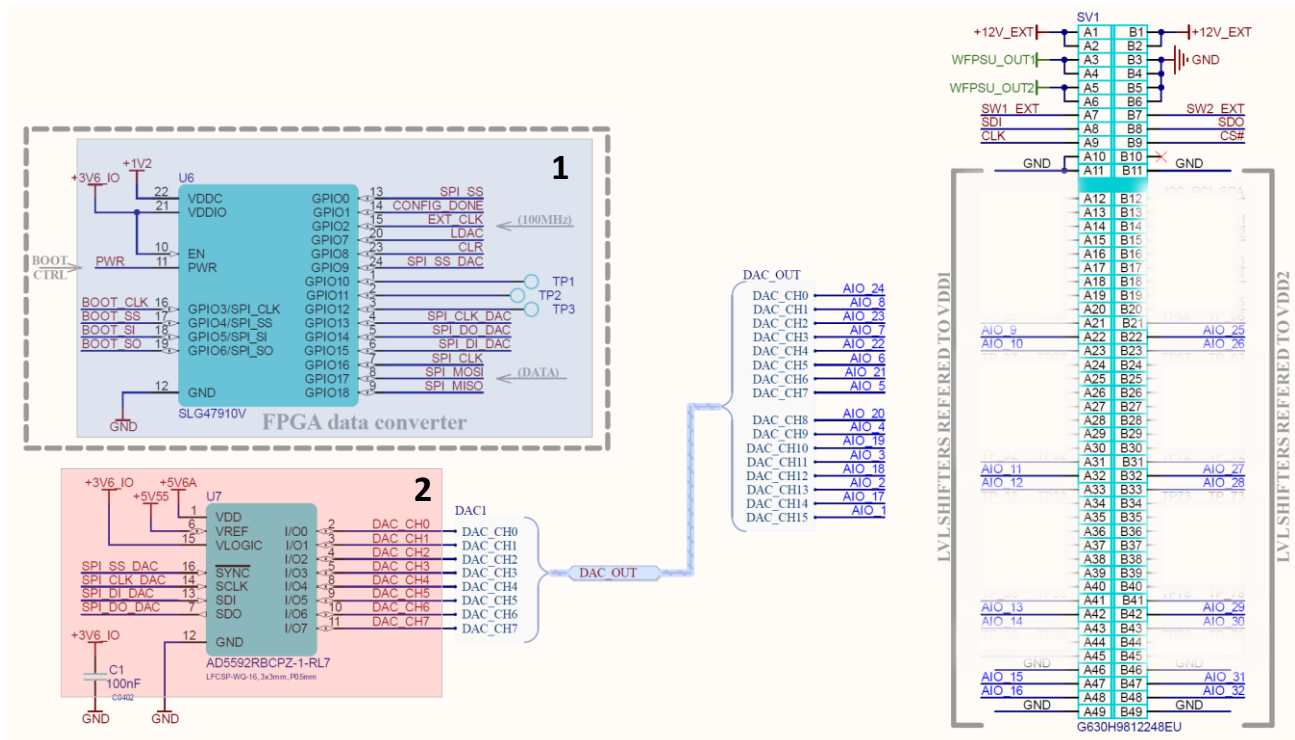 1
+1V2
+3V6_IO
U6
22 VDDC
21 VDDIO
10 EN
BOOT CTRL
PWR 11 PWR
BOOT_CLK 16 GPIO3/SPI_CLK
BOOT_SS 17 GPIO4/SPI_SS
BOOT_SI 18 GPIO5/SPI_SI
BOOT_SO 19 GPIO6/SPI_SO
12 GND
GND
SLG47910V
GPIO0 13 SPI_SS
GPIO1 14 CONFIG_DONE
GPIO2 15 EXT_CLK (100MHz)
GPIO7 20 LDAC
GPIO8 23 CLR
GPIO9 24 SPI_SS_DAC
GPIO10 1 TP1
GPIO11 2 TP2
GPIO12 3 TP3
GPIO13 4 SPI_CLK_DAC
GPIO14 5 SPI_DO_DAC
GPIO15 6 SPI_DI_DAC
GPIO16 7 SPI_CLK
GPIO17 8 SPI_MOSI (DATA)
GPIO18 9 SPI_MISO
FPGA data converter
2
+3V6_IO
+5V6A
+5V55
U7
1 VDD
6 VREF
15 VLOGIC
SPI_SS_DAC 16 SYNC
SPI_CLK_DAC 14 SCLK
SPI_DI_DAC 13 SDI
SPI_DO_DAC 7 SDO
12 GND
I/O0 2 DAC_CH0
I/O1 3 DAC_CH1
I/O2 4 DAC_CH2
I/O3 5 DAC_CH3
I/O4 8 DAC_CH4
I/O5 9 DAC_CH5
I/O6 10 DAC_CH6
I/O7 11 DAC_CH7
AD5592RBCPZ-1-RL7
LFCSP-WQ-16, 3x3mm, P0.5mm
+3V6_IO
C1
100nF
C0402
GND
GND
DAC1
DAC_CH0
DAC_CH1
DAC_CH2
DAC_CH3
DAC_CH4
DAC_CH5
DAC_CH6
DAC_CH7
DAC_OUT
DAC_OUT
DAC_CH0 AIO_24
DAC_CH1 AIO_8
DAC_CH2 AIO_23
DAC_CH3 AIO_7
DAC_CH4 AIO_22
DAC_CH5 AIO_6
DAC_CH6 AIO_21
DAC_CH7 AIO_5
DAC_CH8 AIO_20
DAC_CH9 AIO_4
DAC_CH10 AIO_19
DAC_CH11 AIO_3
DAC_CH12 AIO_18
DAC_CH13 AIO_2
DAC_CH14 AIO_17
DAC_CH15 AIO_1
SV1
+12V_EXT A1 B1 +12V_EXT
A2 B2
WFPSU_OUT1 A3 B3 GND
A4 B4
WFPSU_OUT2 A5 B5
A6 B6
SW1_EXT A7 B7 SW2_EXT
SDI A8 B8 SDO
CLK A9 B9 CS#
A10 B10
GND A11 B11 GND
A12 B12
A13 B13
A14 B14
A15 B15
A16 B16
A17 B17
A18 B18
A19 B19
A20 B20
A21 B21
AIO_9 A22 B22 AIO_25
AIO_10 A23 B23 AIO_26
A24 B24
A25 B25
A26 B26
A27 B27
A28 B28
A29 B29
A30 B30
A31 B31
AIO_11 A32 B32 AIO_27
AIO_12 A33 B33 AIO_28
A34 B34
A35 B35
A36 B36
A37 B37
A38 B38
A39 B39
A40 B40
A41 B41
AIO_13 A42 B42 AIO_29
AIO_14 A43 B43 AIO_30
A44 B44
A45 B45
GND A46 B46 GND
AIO_15 A47 B47 AIO_31
AIO_16 A48 B48 AIO_32
GND A49 B49 GND
G630H9812248EU
LVLSHIFTERS REFERED TO VDD1
LVLSHIFTERS REFERED TO VDD2